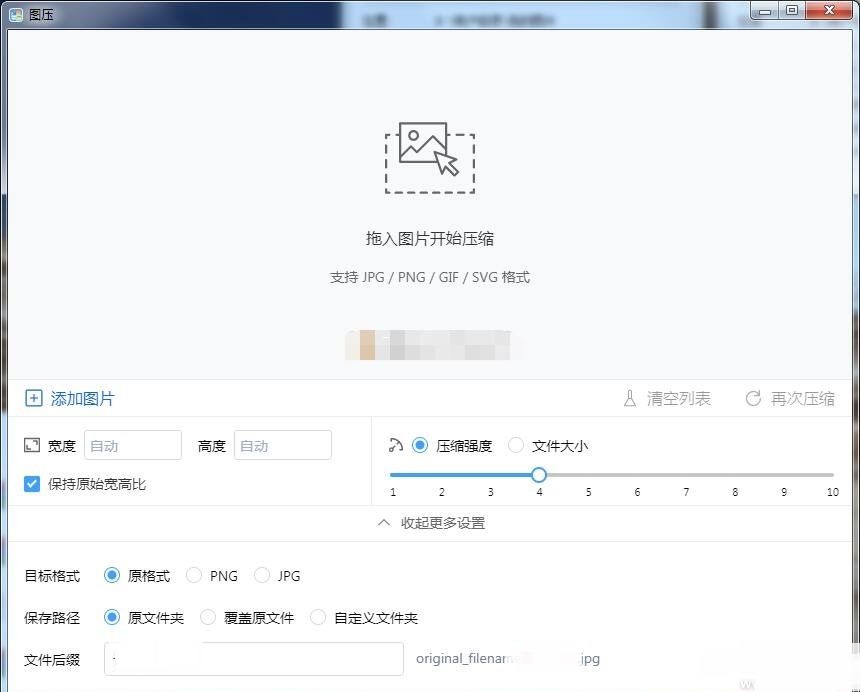 图压
拖入图片开始压缩
支持 JPG / PNG / GIF / SVG 格式
添加图片 清空列表 再次压缩
宽度 自动 高度 自动 压缩强度 文件大小
保持原始宽高比
1 2 3 4 5 6 7 8 9 10
收起更多设置
目标格式 原格式 PNG JPG
保存路径 原文件夹 覆盖原文件 自定义文件夹
文件后缀 - original_filename jpg